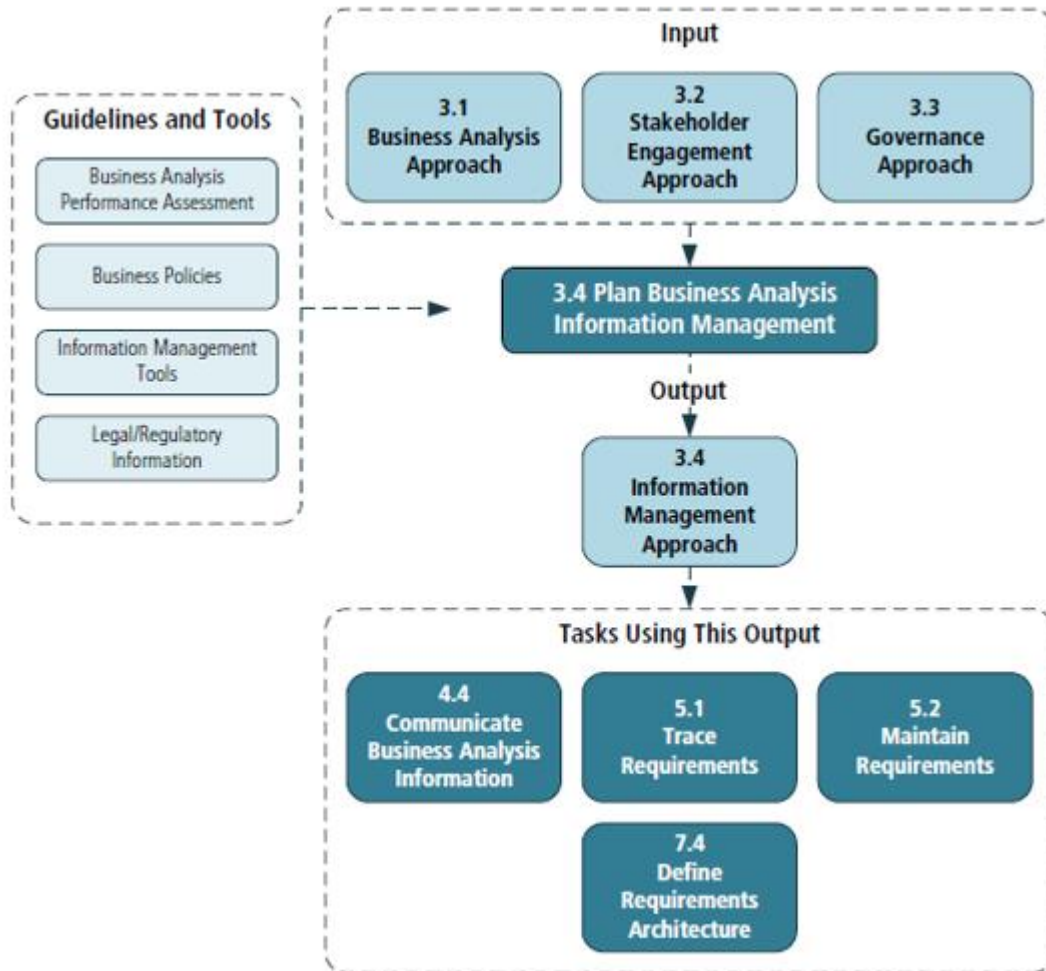 Input
3.1
Business Analysis
Approach
3.2
Stakeholder
Engagement
Approach
3.3
Governance
Approach
Guidelines and Tools
Business Analysis
Performance Assessment
Business Policies
Information Management
Tools
Legal/Regulatory
Information
3.4 Plan Business Analysis
Information Management
Output
3.4
Information
Management
Approach
Tasks Using This Output
4.4
Communicate
Business Analysis
Information
5.1
Trace
Requirements
5.2
Maintain
Requirements
7.4
Define
Requirements
Architecture